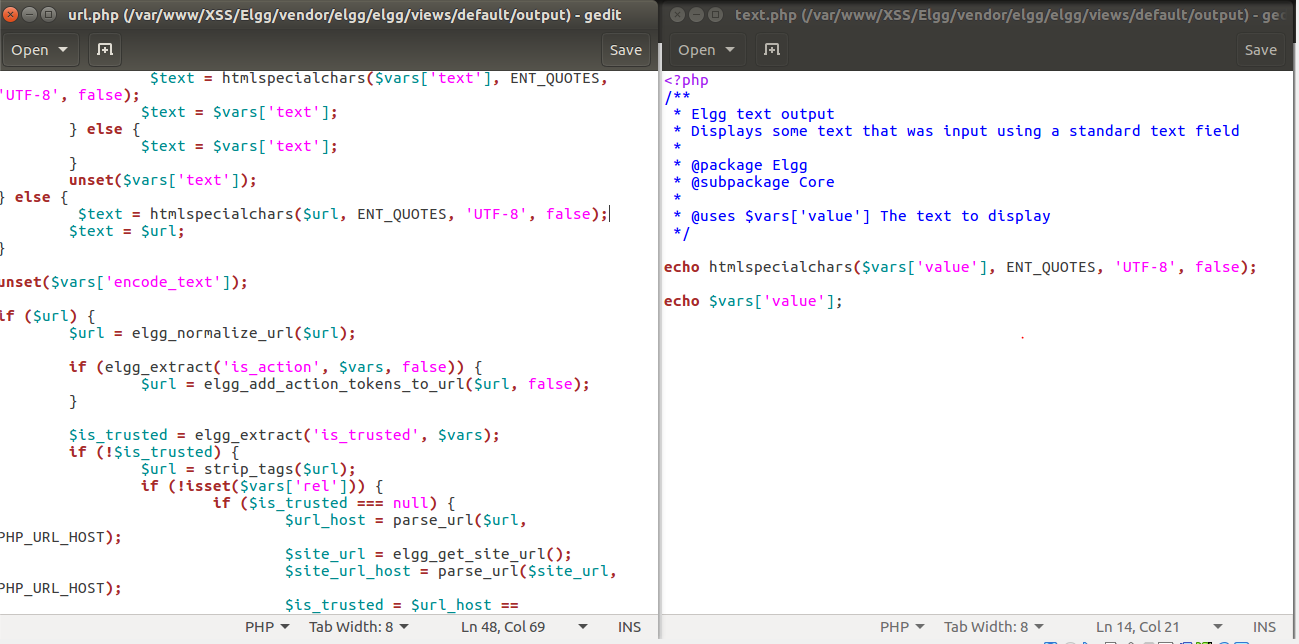 url.php (/var/www/XSS/Elgg/vendor/elgg/elgg/views/default/output) - gedit
Open
Save
$text = htmlspecialchars($vars['text'], ENT_QUOTES,
'UTF-8', false);
$text = $vars['text'];
} else {
$text = $vars['text'];
}
unset($vars['text']);
} else {
$text = htmlspecialchars($url, ENT_QUOTES, 'UTF-8', false);
$text = $url;
}
unset($vars['encode_text']);
if ($url) {
$url = elgg_normalize_url($url);
if (elgg_extract('is_action', $vars, false)) {
$url = elgg_add_action_tokens_to_url($url, false);
}
$is_trusted = elgg_extract('is_trusted', $vars);
if (!$is_trusted) {
$url = strip_tags($url);
if (!isset($vars['rel'])) {
if ($is_trusted === null) {
$url_host = parse_url($url,
PHP_URL_HOST);
$site_url = elgg_get_site_url();
$site_url_host = parse_url($site_url,
PHP_URL_HOST);
$is_trusted = $url_host ==
PHP
Tab Width: 8
Ln 48, Col 69
INS
text.php (/var/www/XSS/Elgg/vendor/elgg/elgg/views/default/output) - ge
Open
Save
<?php
/**
* Elgg text output
* Displays some text that was input using a standard text field
*
* @package Elgg
* @subpackage Core
*
* @uses $vars['value'] The text to display
*/
echo htmlspecialchars($vars['value'], ENT_QUOTES, 'UTF-8', false);
echo $vars['value'];
PHP
Tab Width: 8
Ln 14, Col 21
INS